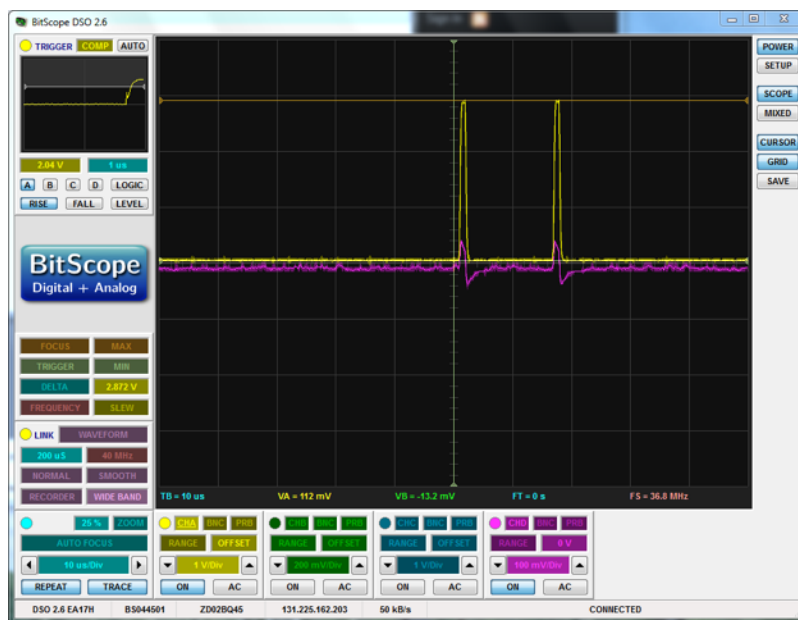 BitScope DSO 2.6
TRIGGER COMP AUTO
POWER
SETUP
SCOPE
MIXED
CURSOR
GRID
SAVE
2.04 V 1 us
A B C D LOGIC
RISE FALL LEVEL
BitScope
Digital + Analog
FOCUS MAX
TRIGGER MIN
DELTA 2.872 V
FREQUENCY SLEW
LINK WAVEFORM
200 uS 40 MHz
NORMAL SMOOTH
RECORDER WIDE BAND
TB = 10 us VA = 112 mV VB = -13.2 mV FT = 0 s FS = 36.8 MHz
25 % ZOOM CHA BNC PRB CHB BNC PRB CHC BNC PRB CHD BNC PRB
AUTO FOCUS RANGE OFFSET RANGE OFFSET RANGE OFFSET RANGE 0 V
10 us/Div 1 V/Div 200 mV/Div 1 V/Div 100 mV/Div
REPEAT TRACE ON AC ON AC ON AC ON AC
DSO 2.6 EA17H BS044501 ZD02BQ45 131.225.162.203 50 kB/s CONNECTED